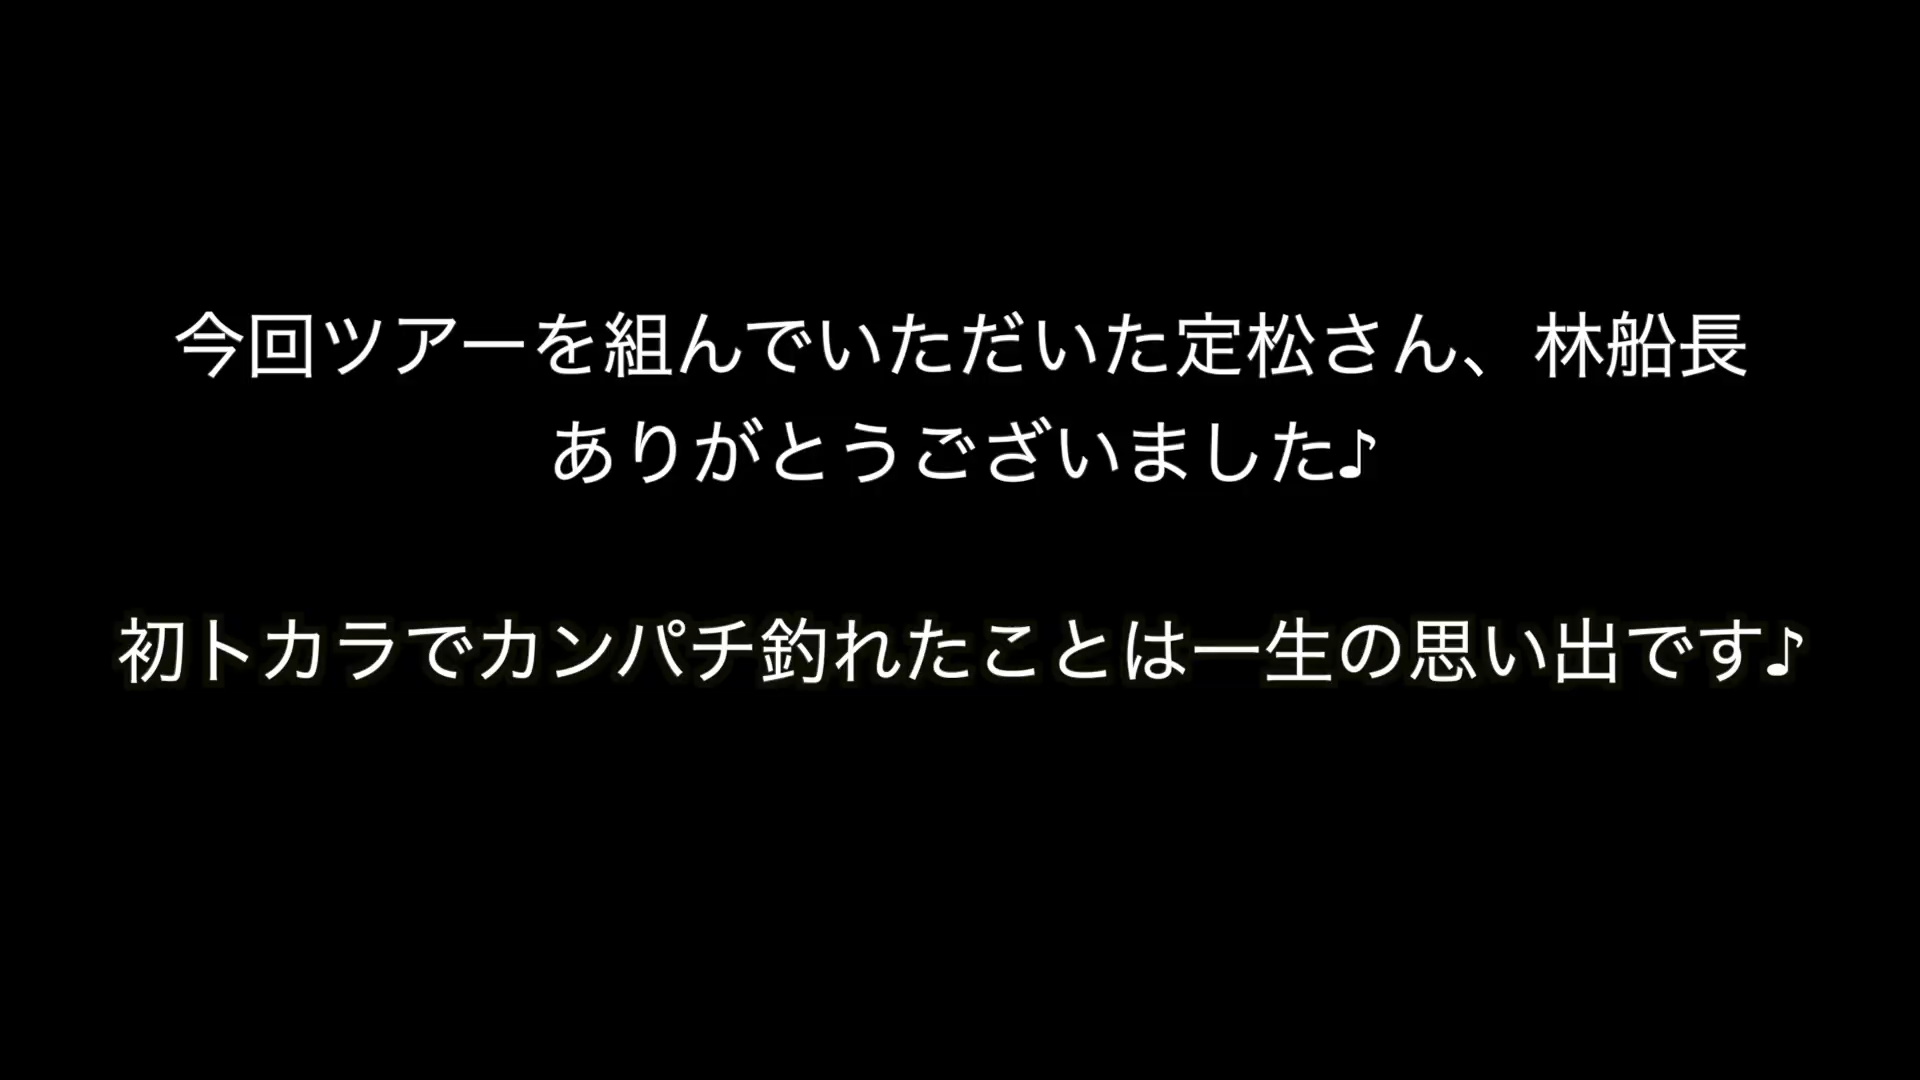 今回ツアーを組んでいただいた定松さん、林船長
ありがとうございました♪
初トカラでカンパチ釣れたことは一生の思い出です♪